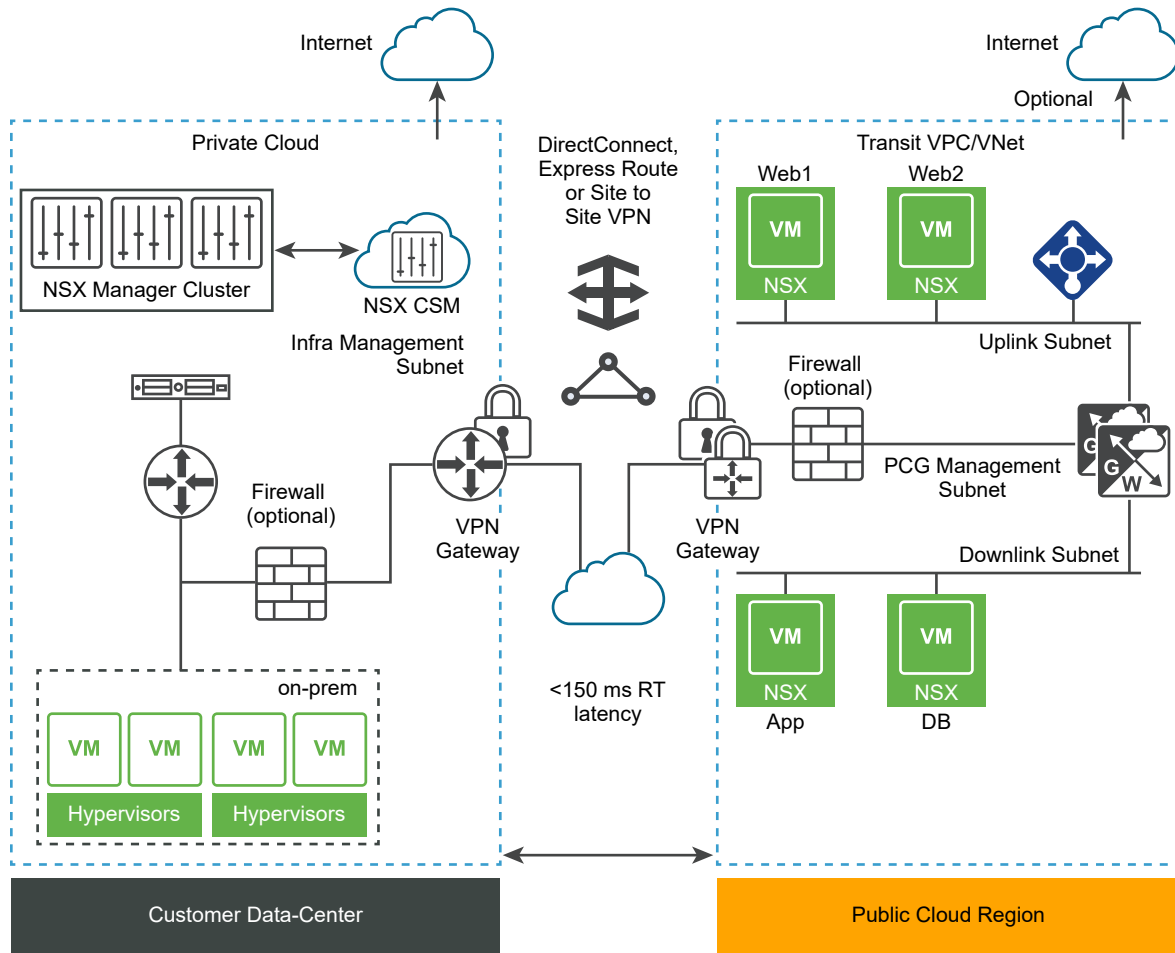 Internet
Internet
Optional
Private Cloud
DirectConnect,
Express Route
or Site to
Site VPN
Transit VPC/VNet
Web1
Web2
VM
VM
NSX
NSX
NSX Manager Cluster
NSX CSM
Infra Management
Subnet
Uplink Subnet
Firewall
(optional)
G
G
W
PCG Management
Subnet
Firewall
(optional)
VPN
Gateway
VPN
Gateway
Downlink Subnet
VM
VM
NSX
NSX
App
DB
<150 ms RT
latency
on-prem
VM
VM
VM
VM
Hypervisors
Hypervisors
Customer Data-Center
Public Cloud Region